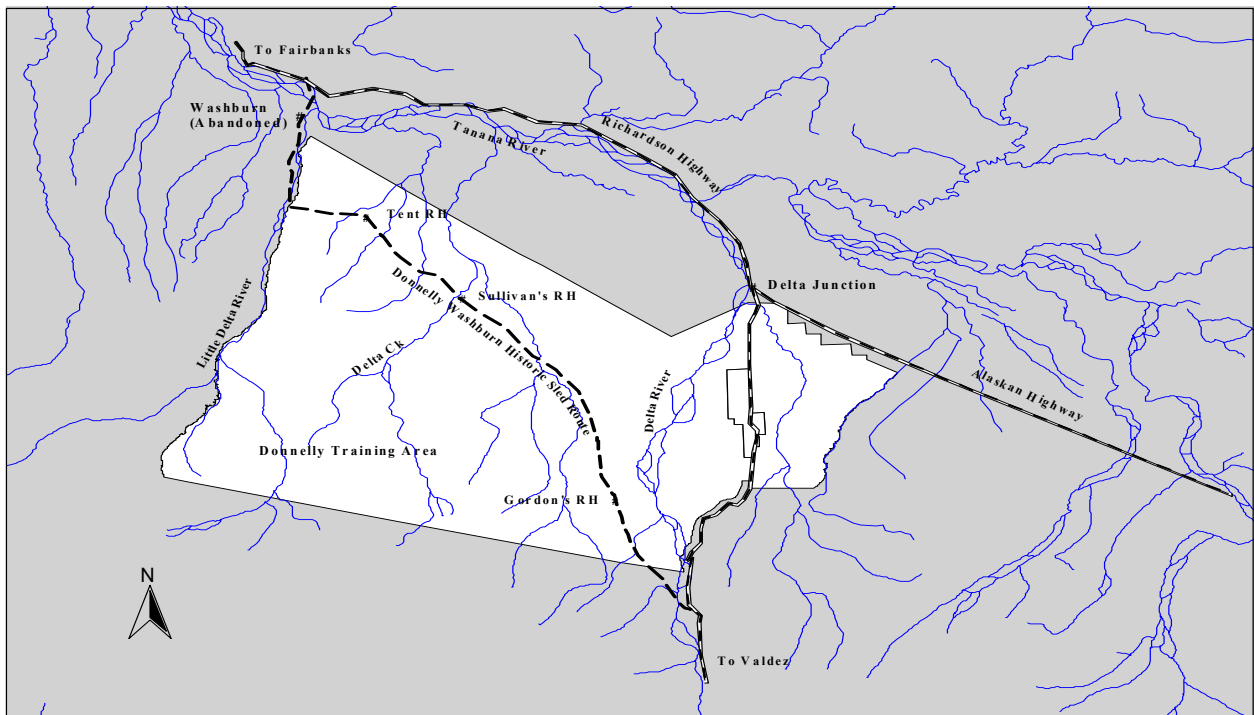 To Fairbanks
Washburn
(Abandoned)
Tanana River
Richardson Highway
Tent RH
Sullivan's RH
Donnelly Washburn Historic Sled Route
Delta Junction
Little Delta River
Delta Ck
Delta River
Alaskan Highway
Donnelly Training Area
Gordon's RH
N
To Valdez